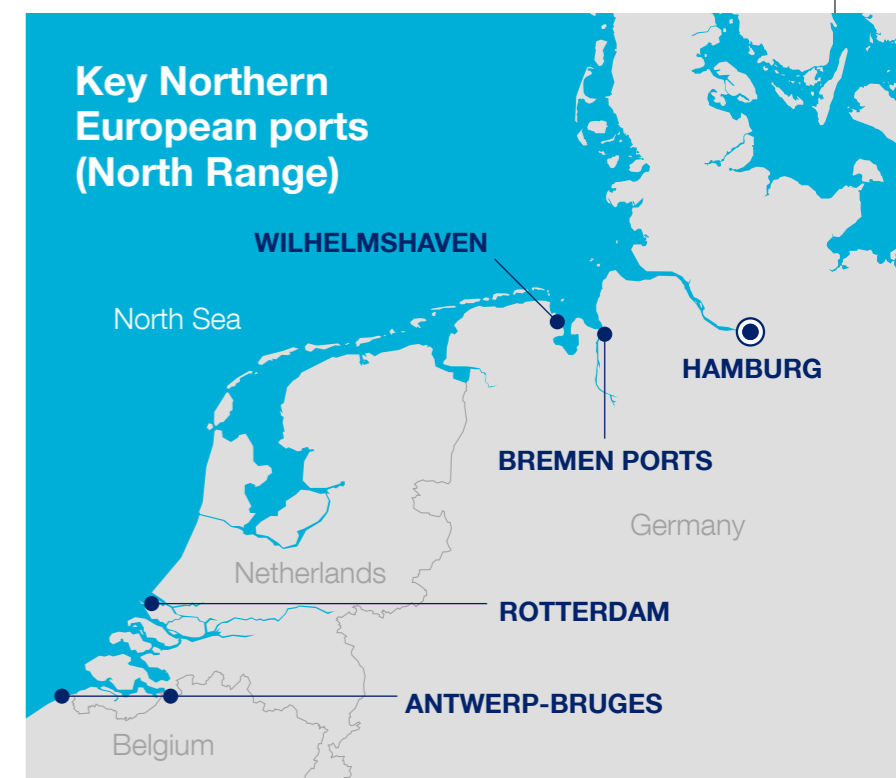 Key Northern
European ports
(North Range)
WILHELMSHAVEN
North Sea
HAMBURG
BREMEN PORTS
Germany
Netherlands
ROTTERDAM
ANTWERP-BRUGES
Belgium